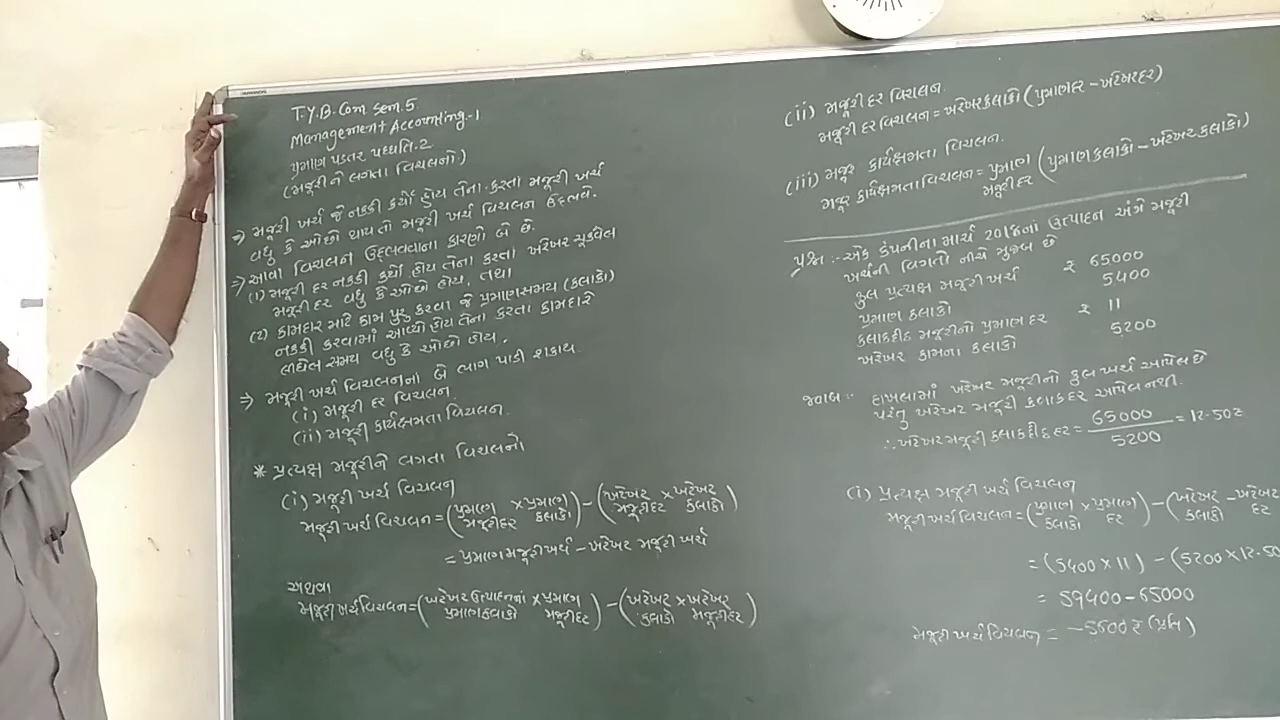 T.Y.B.Com Sem.5
Management Accounting-1
પ્રમાણ પડતર પધ્ધતિ-2
(મજૂરીને લગતા વિચલનો)
⇒ મજૂરી ખર્ચ જે નક્કી કર્યો હોય તેના કરતા મજૂરી ખર્ચ
વધુ કે ઓછો થાય તો મજૂરી ખર્ચ વિચલન ઉદ્દભવે.
⇒ આવા વિચલન ઉદ્દભવવાના કારણો બે છે.
(1) મજૂરી દર નક્કી કર્યો હોય તેના કરતા ખરેખર ચૂકવેલ
મજૂરી દર વધુ કે ઓછો હોય, તથા
(2) કામદાર માટે કામ પુરૂ કરવા જે પ્રમાણસમય (કલાકો)
નક્કી કરવામાં આવ્યો હોય તેના કરતા કામદારે
લીધેલ સમય વધુ કે ઓછો હોય.
⇒ મજૂરી ખર્ચ વિચલનના બે ભાગ પાડી શકાય
(i) મજૂરી દર વિચલન
(ii) મજૂરી કાર્યક્ષમતા વિચલન.
* પ્રત્યક્ષ મજૂરીને લગતા વિચલનો
(i) મજૂરી ખર્ચ વિચલન
મજૂરી ખર્ચ વિચલન = (પ્રમાણ મજૂરીદર × પ્રમાણ કલાકો) - (ખરેખર મજૂરીદર × ખરેખર કલાકો)
= પ્રમાણ મજૂરી ખર્ચ - ખરેખર મજૂરી ખર્ચ
અથવા
મજૂરી ખર્ચ વિચલન = (ખરેખર ઉત્પાદનનાં પ્રમાણકલાકો × પ્રમાણ મજૂરીદર) - (ખરેખર કલાકો × ખરેખર મજૂરીદર)
(ii) મજૂરી દર વિચલન.
મજૂરી દર વિચલન = ખરેખર કલાકો (પ્રમાણદર - ખરેખરદર)
(iii) મજૂર કાર્યક્ષમતા વિચલન.
મજૂર કાર્યક્ષમતા વિચલન = પ્રમાણ મજૂરી દર (પ્રમાણ કલાકો - ખરેખર કલાકો)
પ્રશ્ન :- એક કંપનીના માર્ચ 2018નાં ઉત્પાદન અંગે મજૂરી
ખર્ચની વિગતો નીચે મુજબ છે
કુલ પ્રત્યક્ષ મજૂરી ખર્ચ ₹ 65000
પ્રમાણ કલાકો 5400
કલાકદીઠ મજૂરીનો પ્રમાણ દર ₹ 11
ખરેખર કામના કલાકો 5200
જવાબ :- દાખલામાં ખરેખર મજૂરીનો કુલ ખર્ચ આપેલ છે
પરંતુ ખરેખર મજૂરી કલાક દર આપેલ નથી.
∴ ખરેખર મજૂરી કલાકદીઠ દર = 65000 / 5200 = 12.50₹
(i) પ્રત્યક્ષ મજૂરી ખર્ચ વિચલન
મજૂરી ખર્ચ વિચલન = (પ્રમાણ કલાકો × પ્રમાણ દર) - (ખરેખર કલાકો - ખરેખર દર
= (5400 × 11) - (5200 × 12.50
= 59400 - 65000
મજૂરી ખર્ચ વિચલન = -5500 ₹